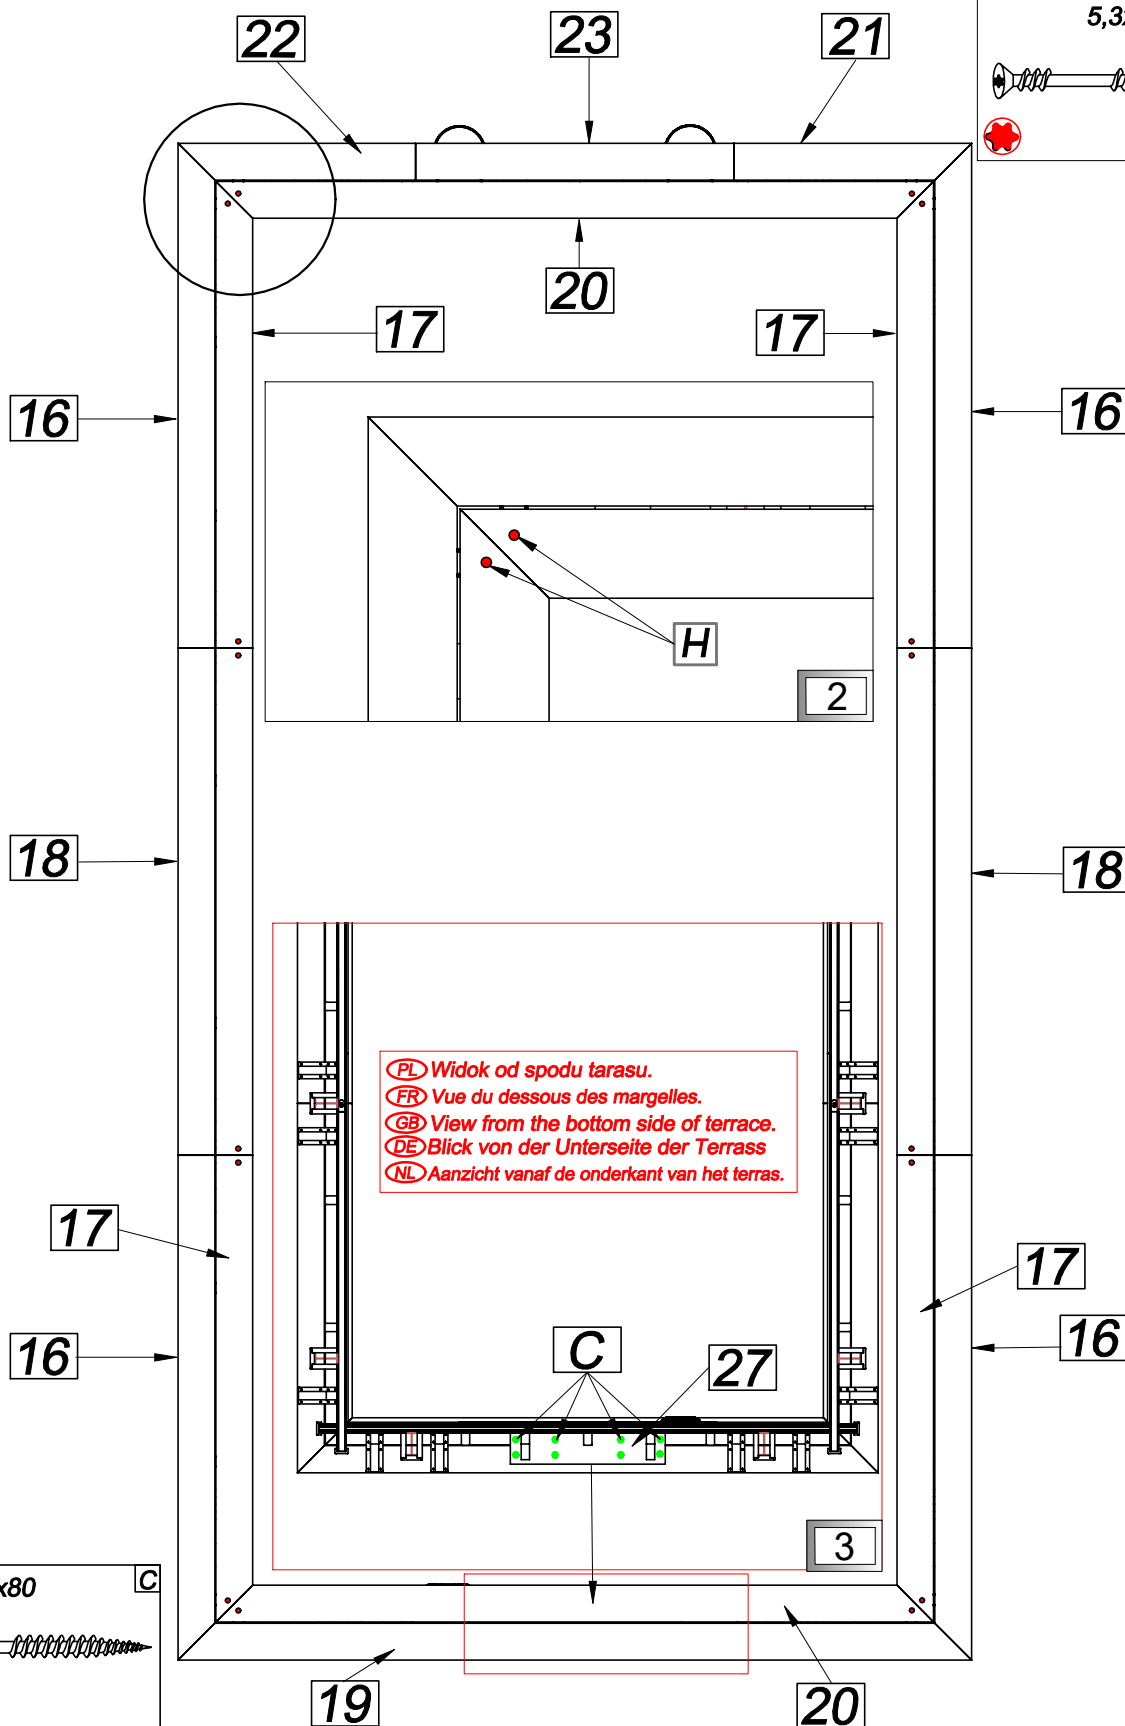 5,3
22
23
21
20
17
17
16
16
H
2
18
18
PL Widok od spodu tarasu.
FR Vue du dessous des margelles.
GB View from the bottom side of terrace.
DE Blick von der Unterseite der Terrass
NL Aanzicht vanaf de onderkant van het terras.
17
17
16
16
C
27
3
x80
C
19
20